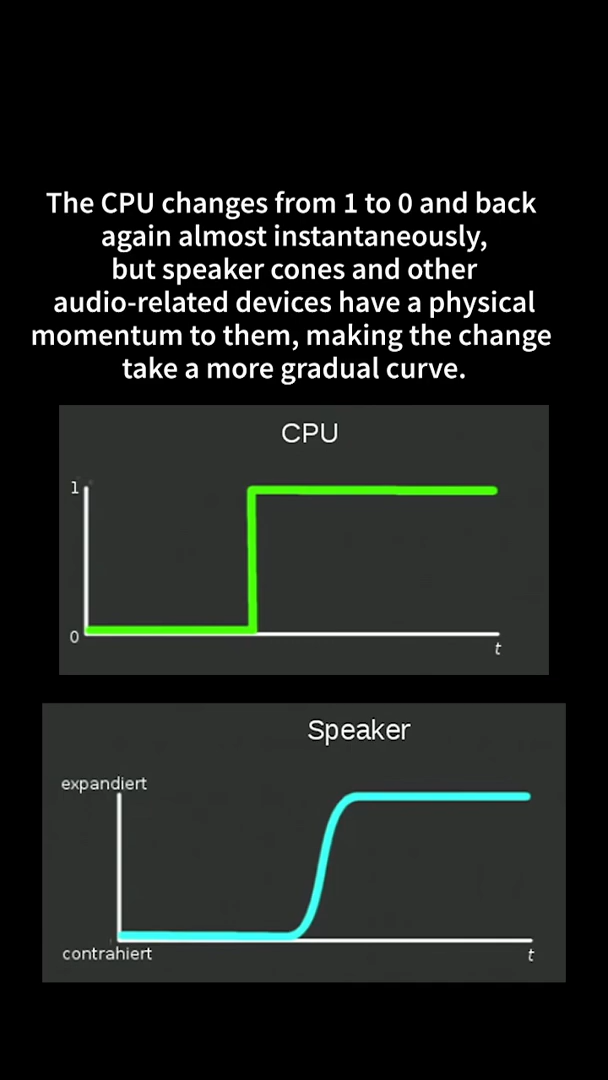 The CPU changes from 1 to 0 and back
again almost instantaneously,
but speaker cones and other
audio-related devices have a physical
momentum to them, making the change
take a more gradual curve.
CPU
1
0
t
Speaker
expandiert
contrahiert
t